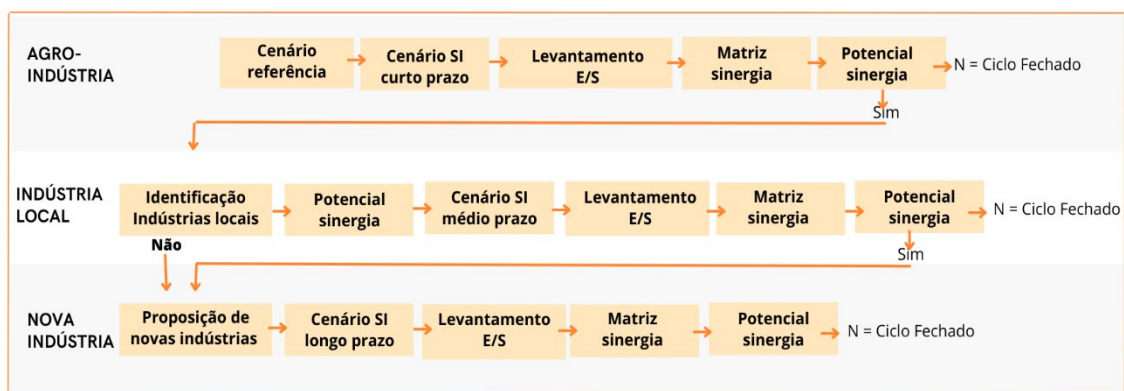 AGRO-
INDÚSTRIA
Cenário
referência
Cenário SI
curto prazo
Levantamento
E/S
Matriz
sinergia
Potencial
sinergia
N = Ciclo Fechado
Sim
INDÚSTRIA
LOCAL
Identificação
Indústrias locais
Potencial
sinergia
Cenário SI
médio prazo
Levantamento
E/S
Matriz
sinergia
Potencial
sinergia
N = Ciclo Fechado
Não
Sim
NOVA
INDÚSTRIA
Proposição de
novas indústrias
Cenário SI
longo prazo
Levantamento
E/S
Matriz
sinergia
Potencial
sinergia
N = Ciclo Fechado